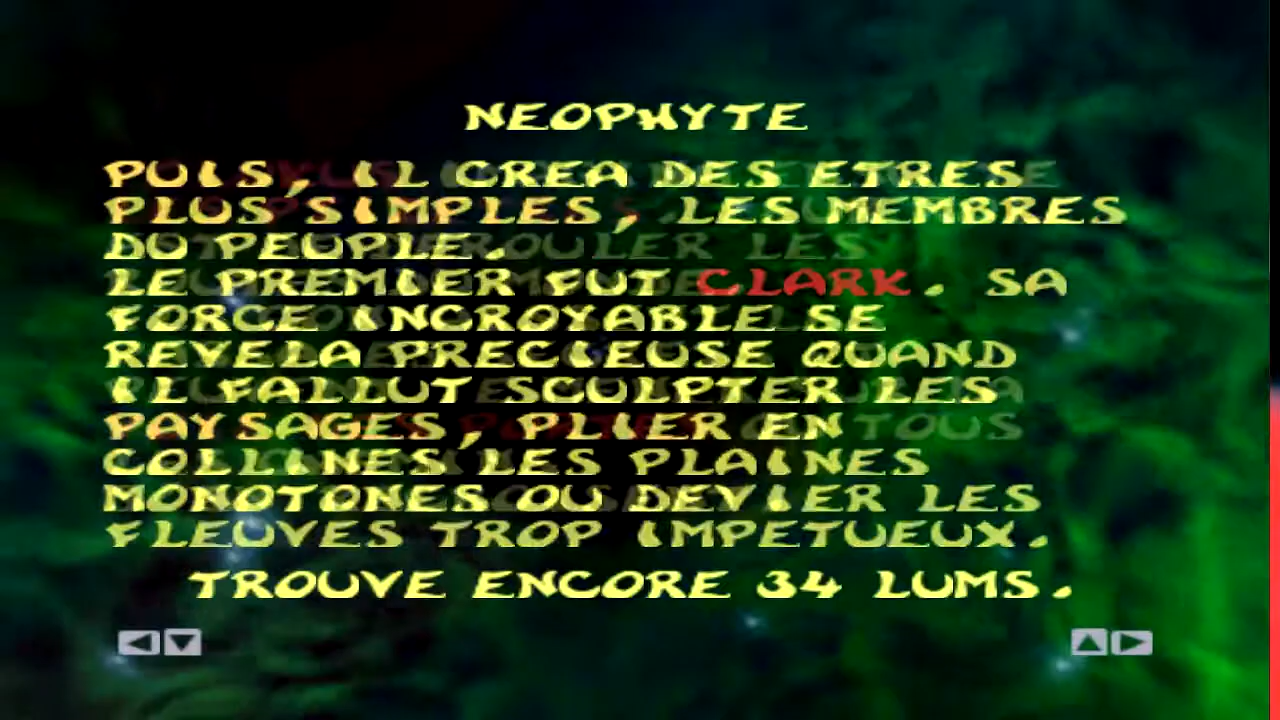 NEOPHYTE
PUIS, IL CREA DES ETRES
PLUS SIMPLES, LES MEMBRES
DU PEUPLE.
LE PREMIER FUT CLARK. SA
FORCE INCROYABLE SE
REVELA PRECIEUSE QUAND
IL FALLUT SCULPTER LES
PAYSAGES, PLIER EN
COLLINES LES PLAINES
MONOTONES OU DEVIER LES
FLEUVES TROP IMPETUEUX.
TROUVE ENCORE 34 LUMS.